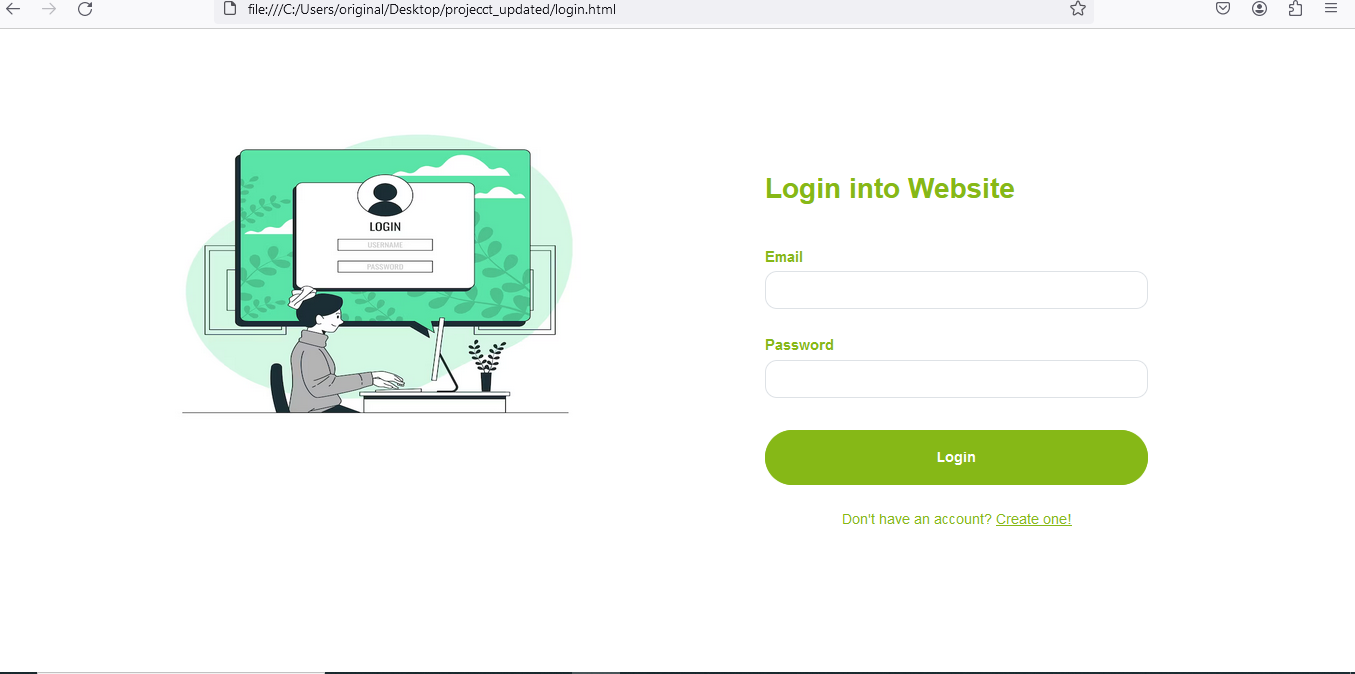 file:///C:/Users/original/Desktop/projecct_updated/login.html
LOGIN
USERNAME
PASSWORD
Login into Website
Email
Password
Login
Don't have an account? Create one!